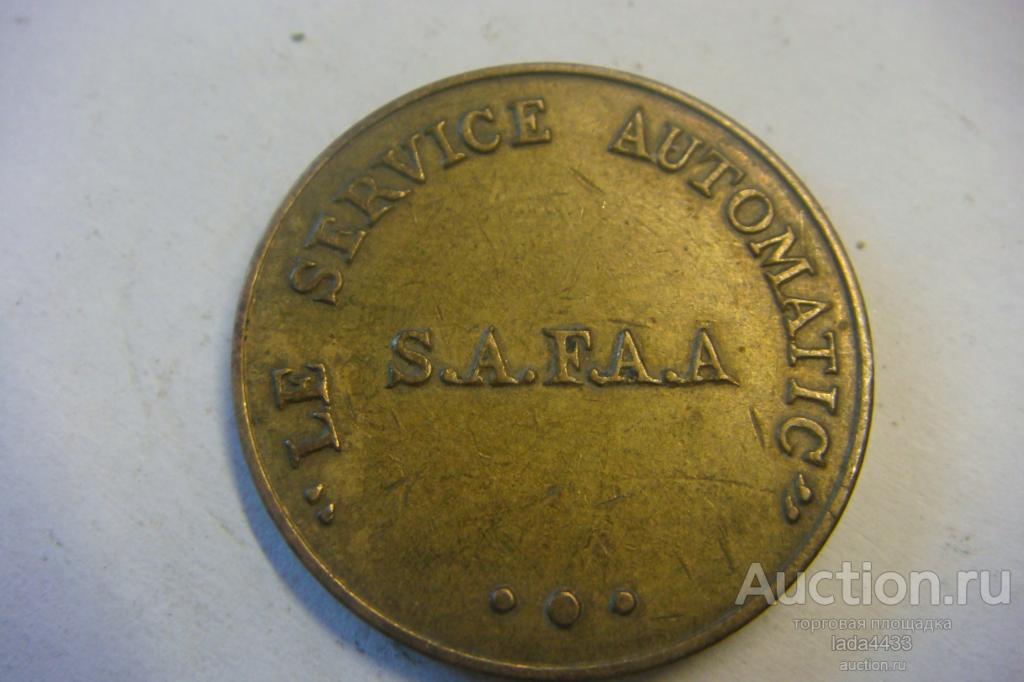 „LE SERVICE AUTOMATIC”
S.A.F.A.A
Auction.ru
торговая площадка
lada4433
auction.ru